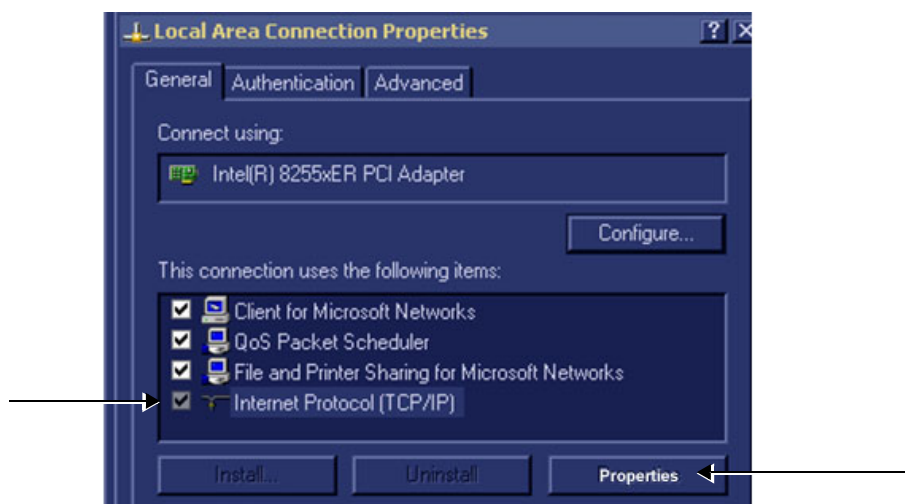 Local Area Connection Properties
General Authentication Advanced
Connect using:
Intel(R) 8255xER PCI Adapter
Configure...
This connection uses the following items:
Client for Microsoft Networks
QoS Packet Scheduler
File and Printer Sharing for Microsoft Networks
Internet Protocol (TCP/IP)
Install... Uninstall Properties